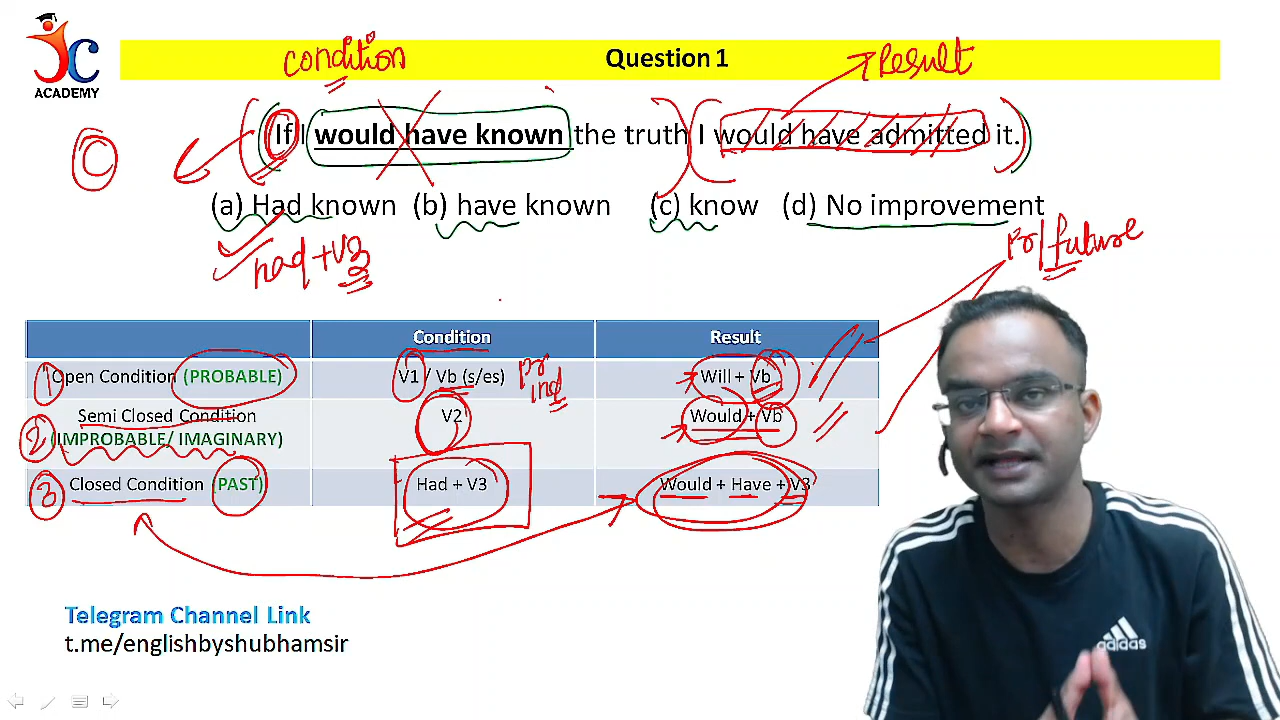 JC
ACADEMY
condition
Question 1
Result
If I would have known the truth I would have admitted it.
(a) Had known (b) have known (c) know (d) No improvement
had + V3
pr/future
Condition Result
1 Open Condition (PROBABLE) V1 / Vb (s/es) pr ind Will + Vb
2 Semi Closed Condition (IMPROBABLE/ IMAGINARY) V2 Would + Vb
3 Closed Condition (PAST) Had + V3 Would + Have + V3
Telegram Channel Link
t.me/englishbyshubhamsir
adidas